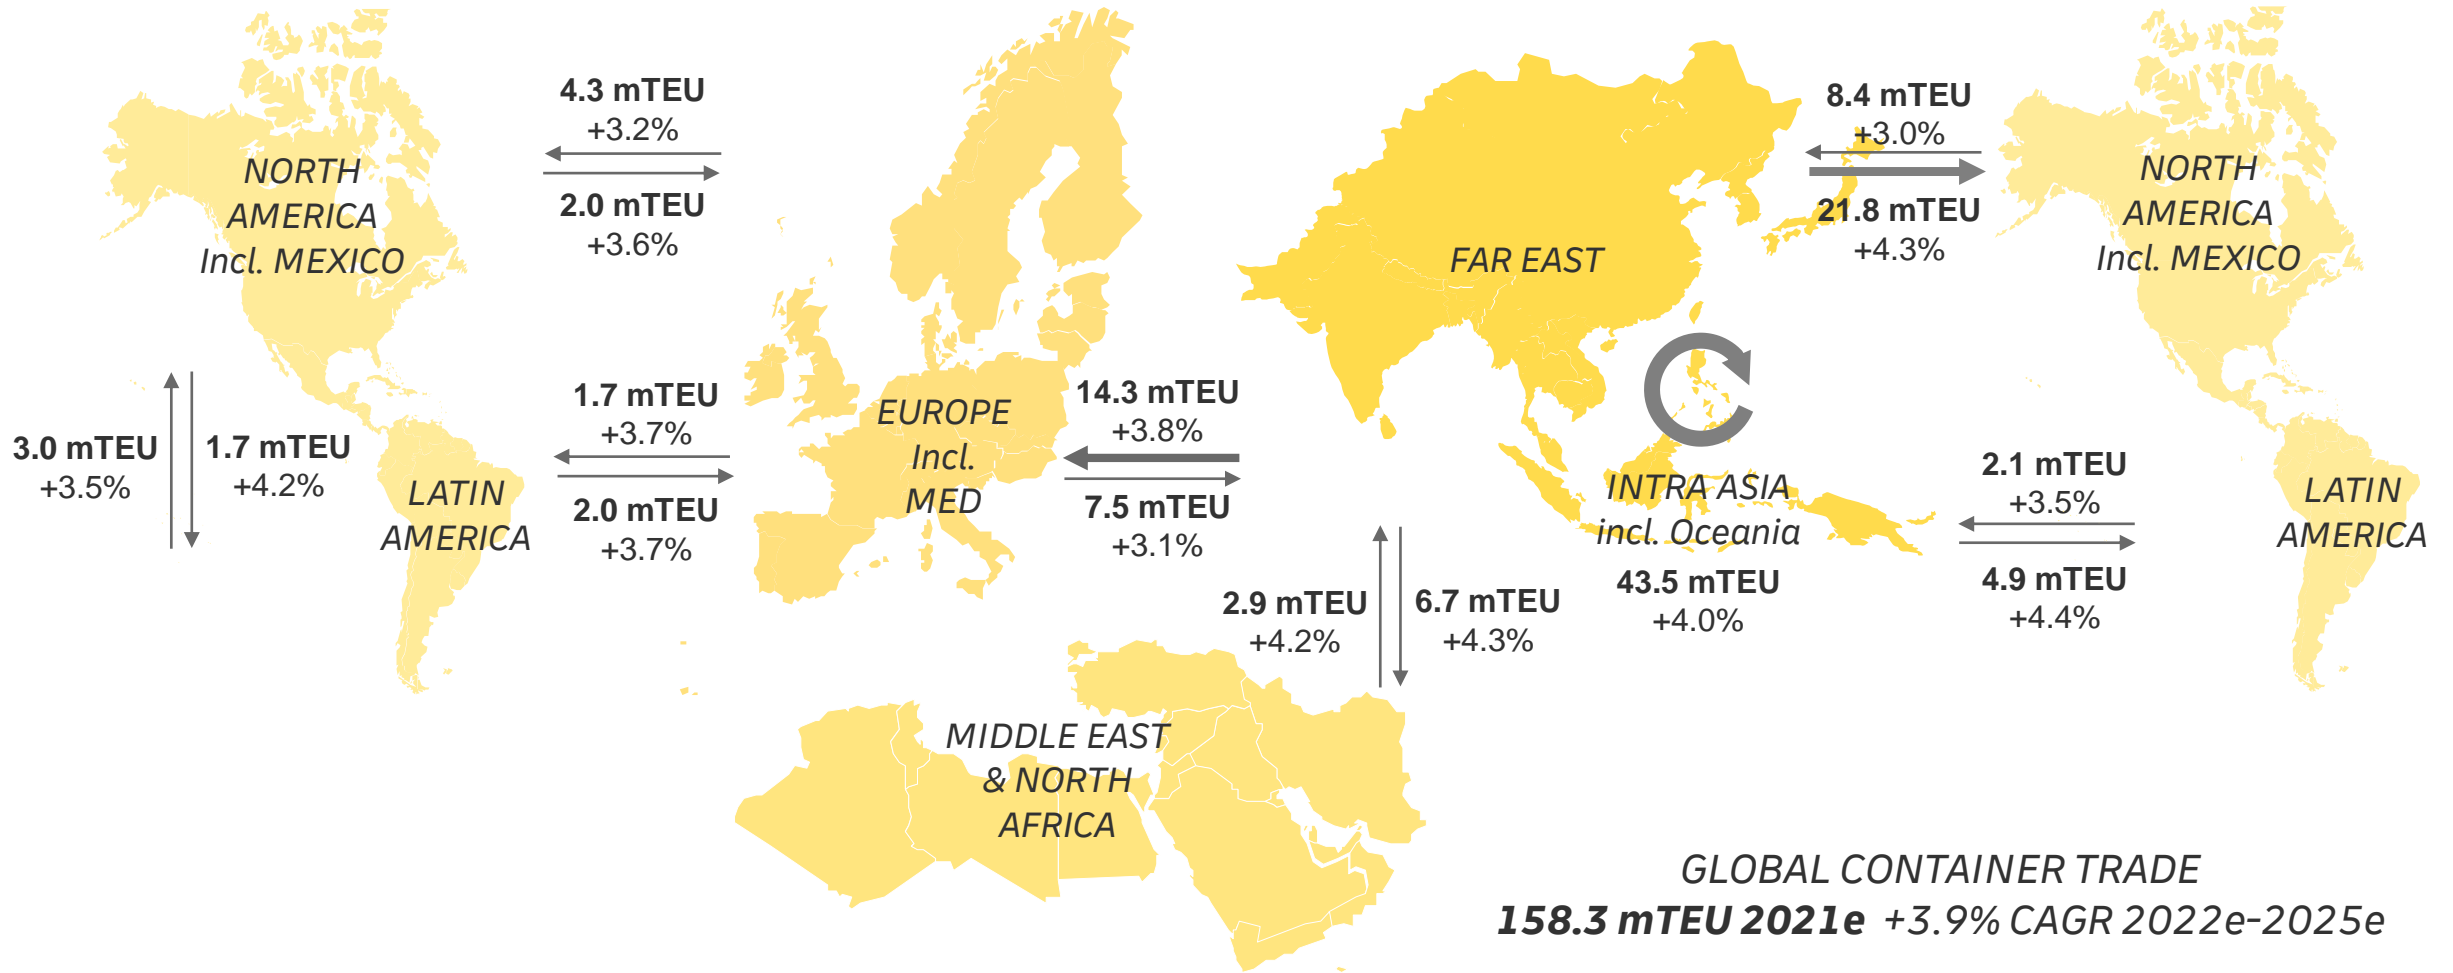 4.3 mTEU
+3.2%
2.0 mTEU
+3.6%
8.4 mTEU
+3.0%
21.8 mTEU
+4.3%
NORTH
AMERICA
Incl. MEXICO
FAR EAST
NORTH
AMERICA
Incl. MEXICO
3.0 mTEU
+3.5%
1.7 mTEU
+4.2%
LATIN
AMERICA
1.7 mTEU
+3.7%
2.0 mTEU
+3.7%
EUROPE
Incl.
MED
14.3 mTEU
+3.8%
7.5 mTEU
+3.1%
INTRA ASIA
incl. Oceania
43.5 mTEU
+4.0%
2.1 mTEU
+3.5%
4.9 mTEU
+4.4%
LATIN
AMERICA
2.9 mTEU
+4.2%
6.7 mTEU
+4.3%
MIDDLE EAST
& NORTH
AFRICA
GLOBAL CONTAINER TRADE
158.3 mTEU 2021e +3.9% CAGR 2022e-2025e